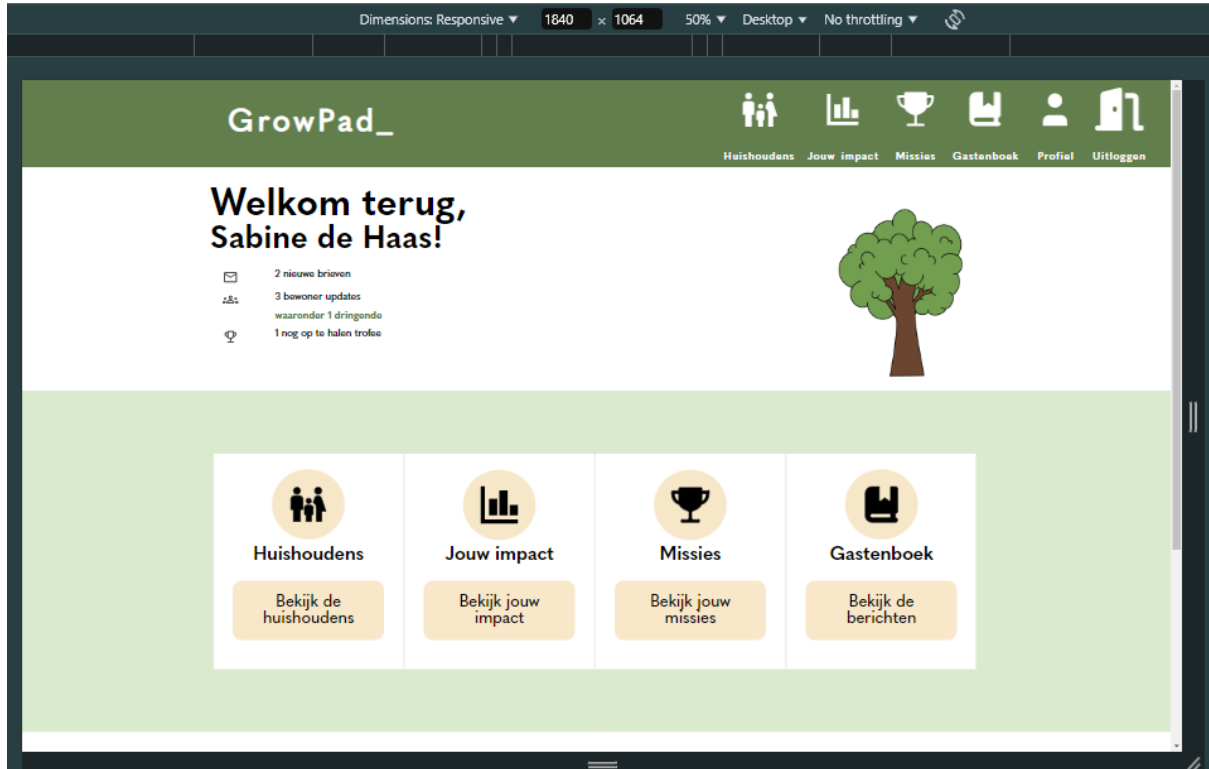 Dimensions: Responsive ▼ 1840 × 1064 50% ▼ Desktop ▼ No throttling ▼
GrowPad_
Huishoudens Jouw impact Missies Gastenboek Profiel Uitloggen
Welkom terug,
Sabine de Haas!
2 nieuwe brieven
3 bewoner updates
waaronder 1 dringende
1 nog op te halen trofee
Huishoudens Jouw impact Missies Gastenboek
Bekijk de
huishoudens
Bekijk jouw
impact
Bekijk jouw
missies
Bekijk de
berichten